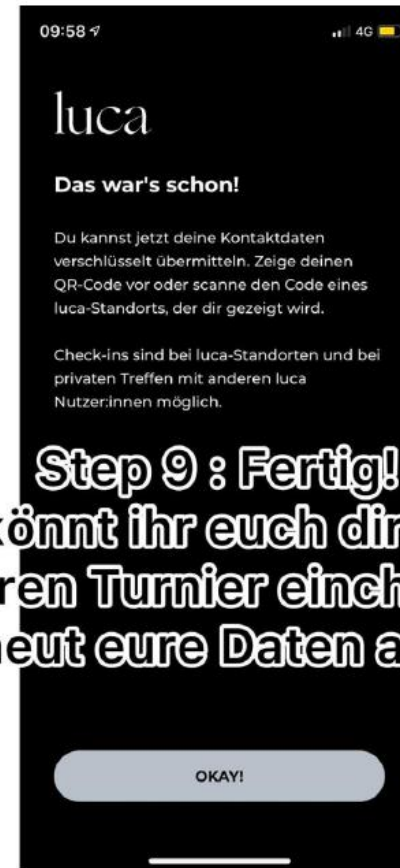 09:58
4G
luca
Das war's schon!
Du kannst jetzt deine Kontaktdaten
verschlüsselt übermitteln. Zeige deinen
QR-Code vor oder scanne den Code eines
luca-Standorts, der dir gezeigt wird.
Check-ins sind bei luca-Standorten und bei
privaten Treffen mit anderen luca
Nutzer:innen möglich.
Step 9 : Fertig!
könnt ihr euch dir
ren Turnier einch
eut eure Daten a
OKAY!